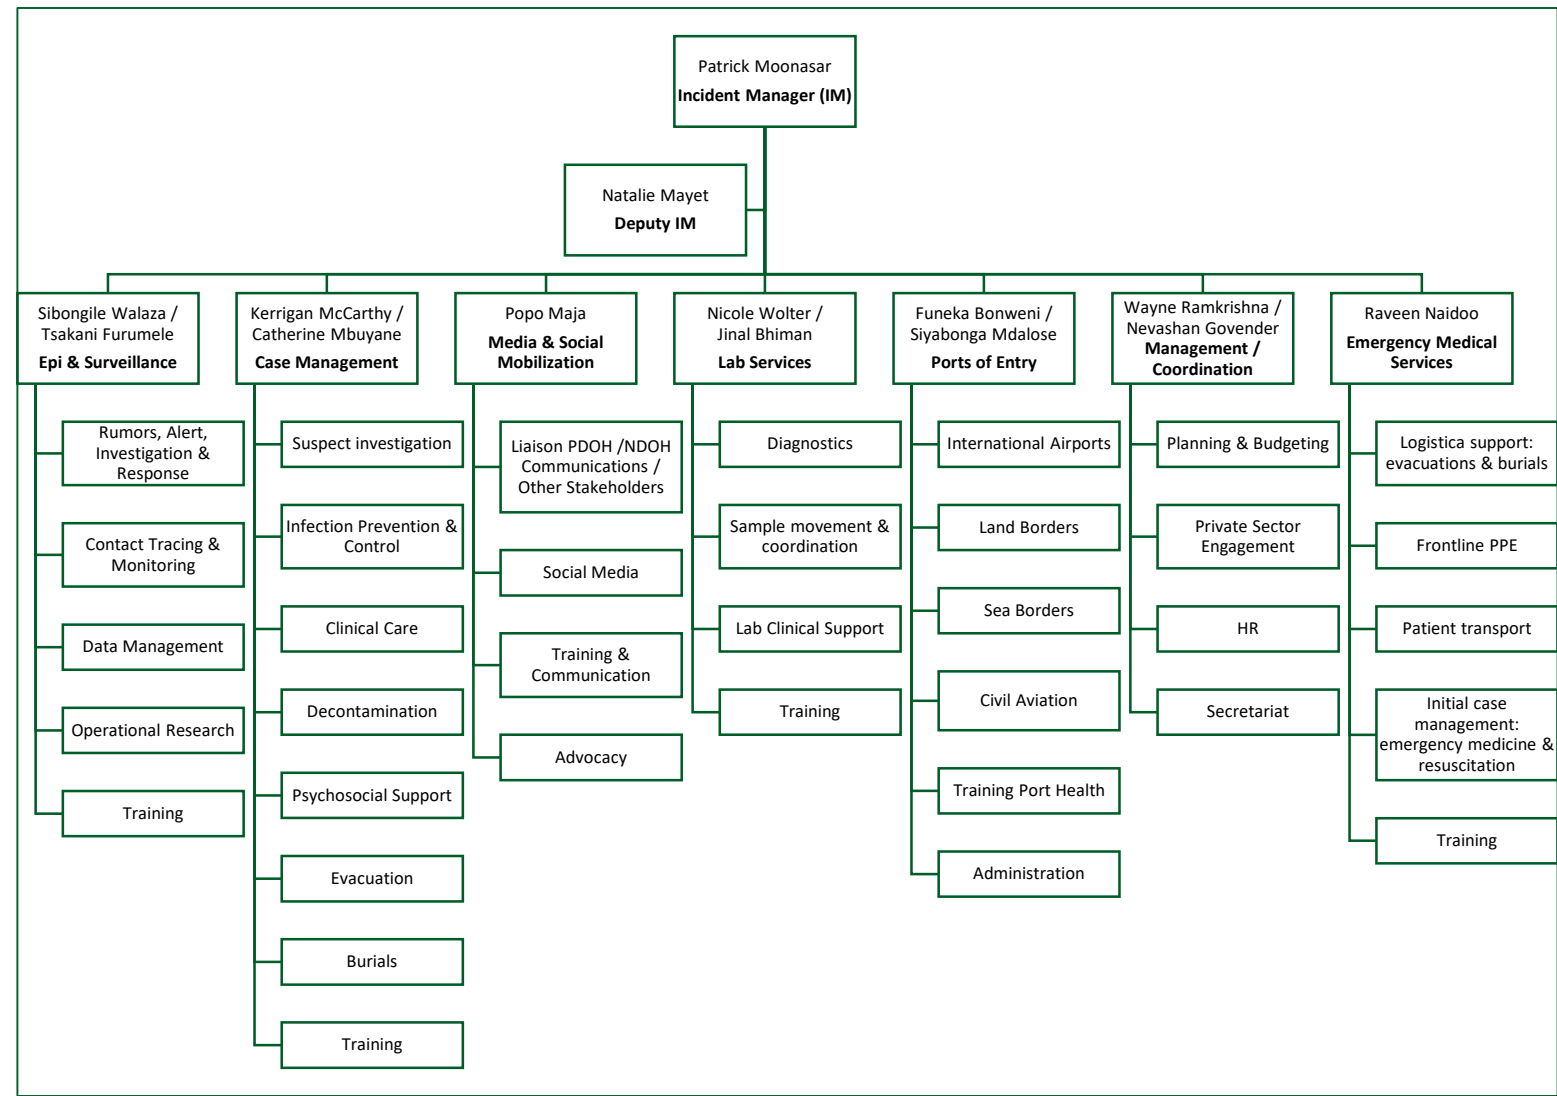 Patrick Moonasar
Incident Manager (IM)
Natalie Mayet
Deputy IM
Sibongile Walaza /
Tsakani Furumele
Epi & Surveillance
Rumors, Alert,
Investigation &
Response
Contact Tracing &
Monitoring
Data Management
Operational Research
Training
Kerrigan McCarthy /
Catherine Mbuyane
Case Management
Suspect investigation
Infection Prevention &
Control
Clinical Care
Decontamination
Psychosocial Support
Evacuation
Burials
Training
Popo Maja
Media & Social
Mobilization
Liaison PDOH /NDOH
Communications /
Other Stakeholders
Social Media
Training &
Communication
Advocacy
Nicole Wolter /
Jinal Bhiman
Lab Services
Diagnostics
Sample movement &
coordination
Lab Clinical Support
Training
Funeka Bonweni /
Siyabonga Mdalose
Ports of Entry
International Airports
Land Borders
Sea Borders
Civil Aviation
Training Port Health
Administration
Wayne Ramkrishna /
Nevashan Govender
Management /
Coordination
Planning & Budgeting
Private Sector
Engagement
HR
Secretariat
Raveen Naidoo
Emergency Medical
Services
Logistica support:
evacuations & burials
Frontline PPE
Patient transport
Initial case
management:
emergency medicine &
resuscitation
Training